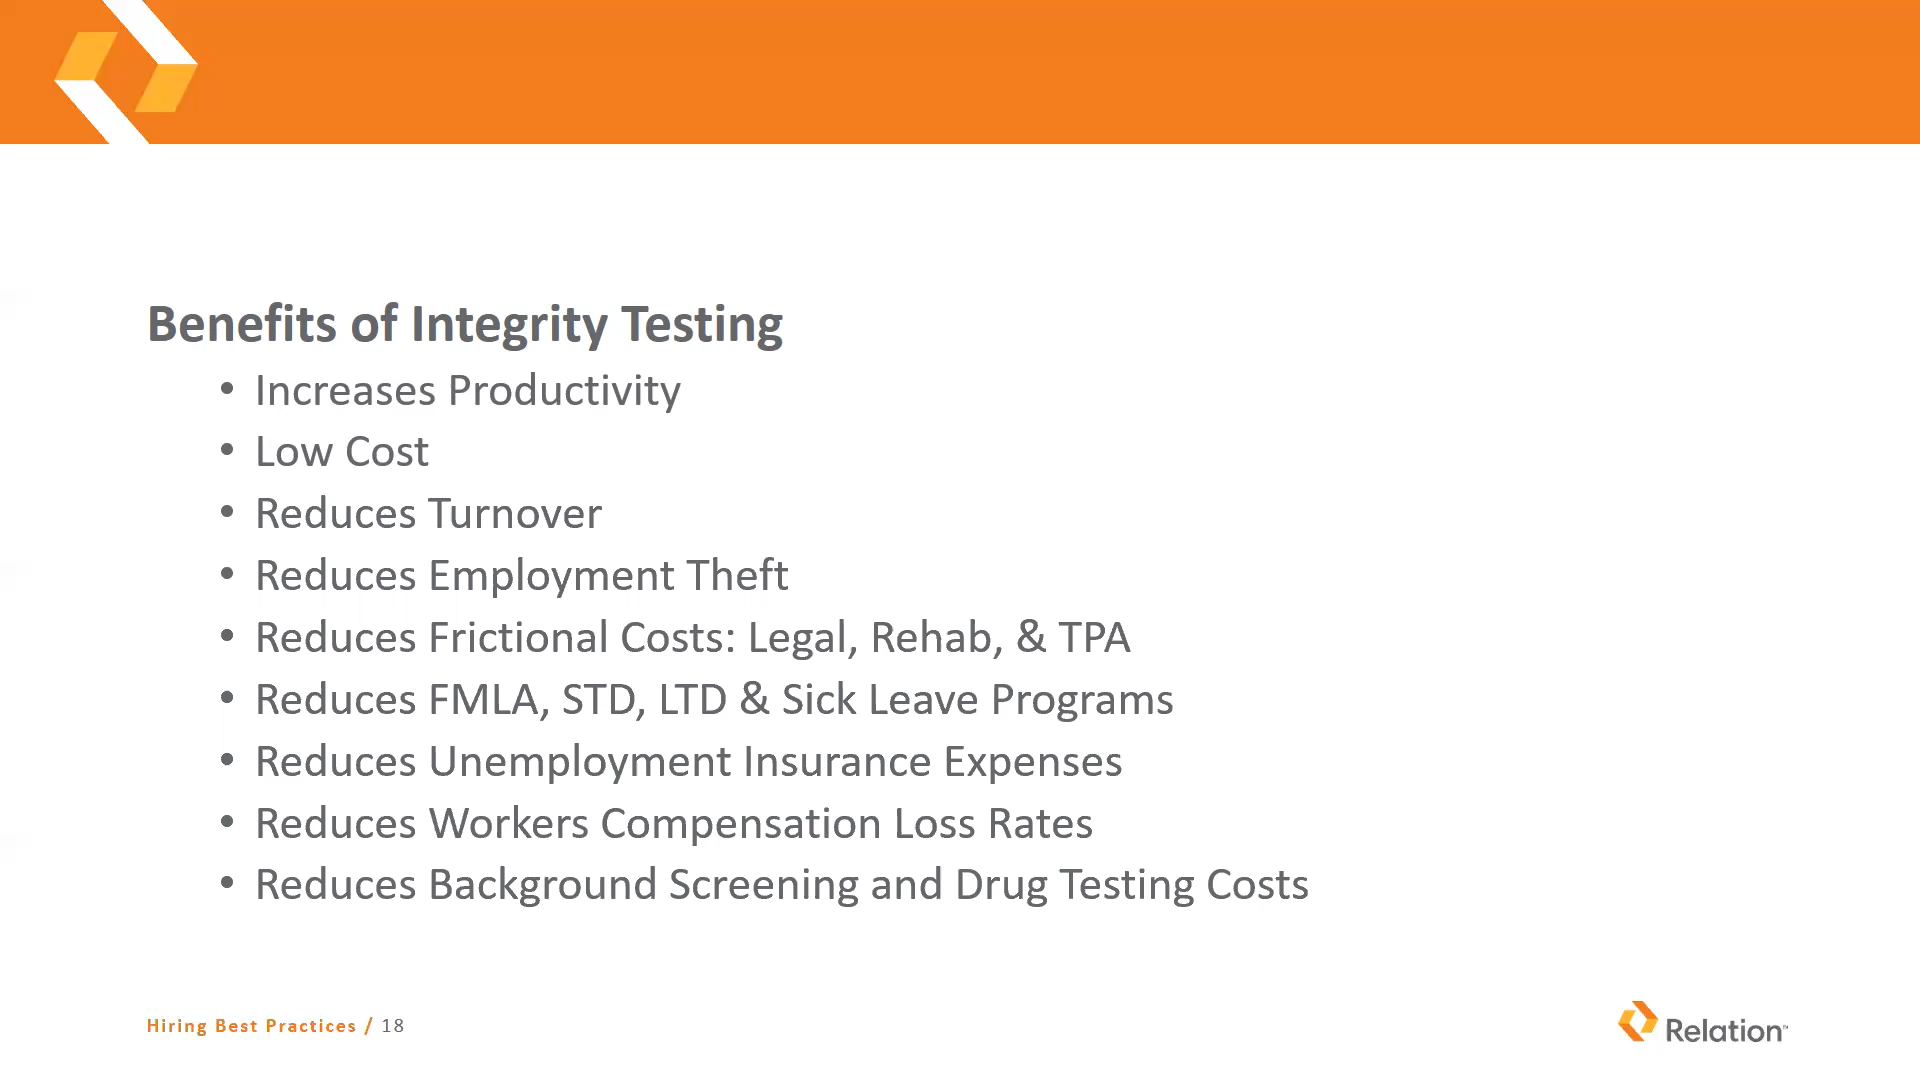 Benefits of Integrity Testing
• Increases Productivity
• Low Cost
• Reduces Turnover
• Reduces Employment Theft
• Reduces Frictional Costs: Legal, Rehab, & TPA
• Reduces FMLA, STD, LTD & Sick Leave Programs
• Reduces Unemployment Insurance Expenses
• Reduces Workers Compensation Loss Rates
• Reduces Background Screening and Drug Testing Costs
Hiring Best Practices / 18
Relation™